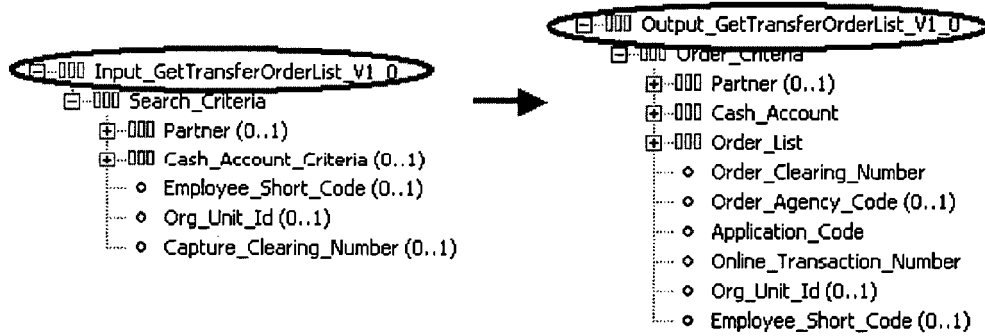 Input_GetTransferOrderList_V1_0
Search_Criteria
Partner (0..1)
Cash_Account_Criteria (0..1)
Employee_Short_Code (0..1)
Org_Unit_Id (0..1)
Capture_Clearing_Number (0..1)
Output_GetTransferOrderList_V1_0
Order_Criteria
Partner (0..1)
Cash_Account
Order_List
Order_Clearing_Number
Order_Agency_Code (0..1)
Application_Code
Online_Transaction_Number
Org_Unit_Id (0..1)
Employee_Short_Code (0..1)